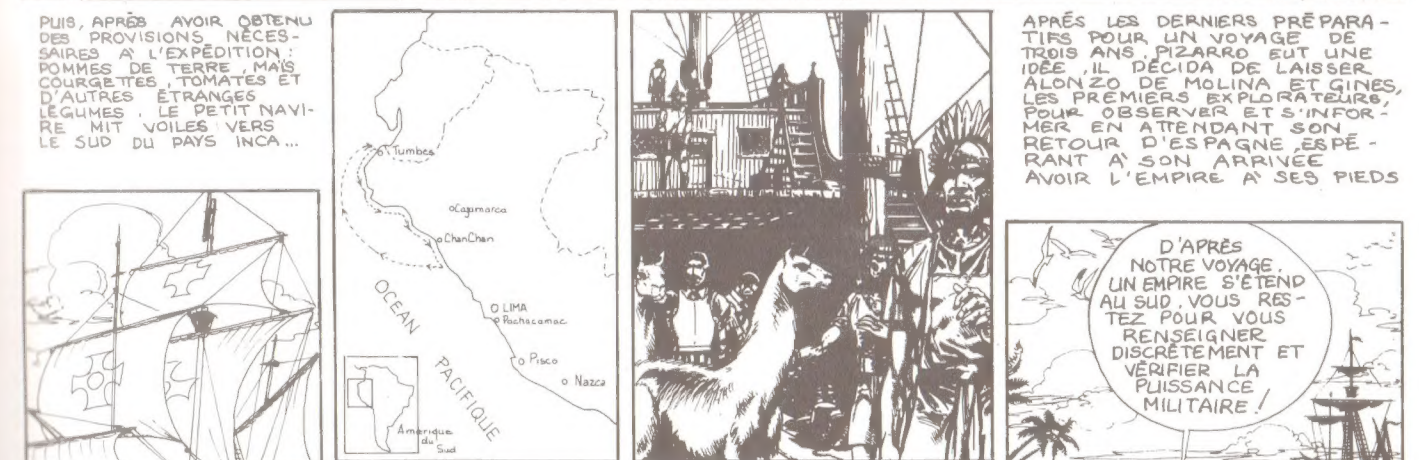 PUIS, APRÈS AVOIR OBTENU
DES PROVISIONS NÉCES-
SAIRES A' L'EXPÉDITION :
POMMES DE TERRE, MAÏS
COURGETTES, TOMATES ET
D'AUTRES ÉTRANGES
LÉGUMES. LE PETIT NAVI-
RE MIT VOILES VERS
LE SUD DU PAYS INCA...
Tumbes
Cajamarca
ChanChan
OCEAN
PACIFIQUE
LIMA
Pachacamac
Pisco
Nazca
Amérique
du
Sud
APRÉS LES DERNIERS PRÉPARA-
TIFS POUR UN VOYAGE DE
TROIS ANS, PIZARRO EUT UNE
IDÉE, IL DÉCIDA DE LAISSER
ALONZO DE MOLINA ET GINES,
LES PREMIERS EXPLORATEURS,
POUR OBSERVER ET S'INFOR-
MER EN ATTENDANT SON
RETOUR D'ESPAGNE, ESPÉ-
RANT A' SON ARRIVÉE
AVOIR L'EMPIRE A' SES PIEDS
D'APRÈS
NOTRE VOYAGE.
UN EMPIRE S'ÉTEND
AU SUD. VOUS RES-
TEZ POUR VOUS
RENSEIGNER
DISCRÈTEMENT ET
VÉRIFIER LA
PUISSANCE
MILITAIRE !